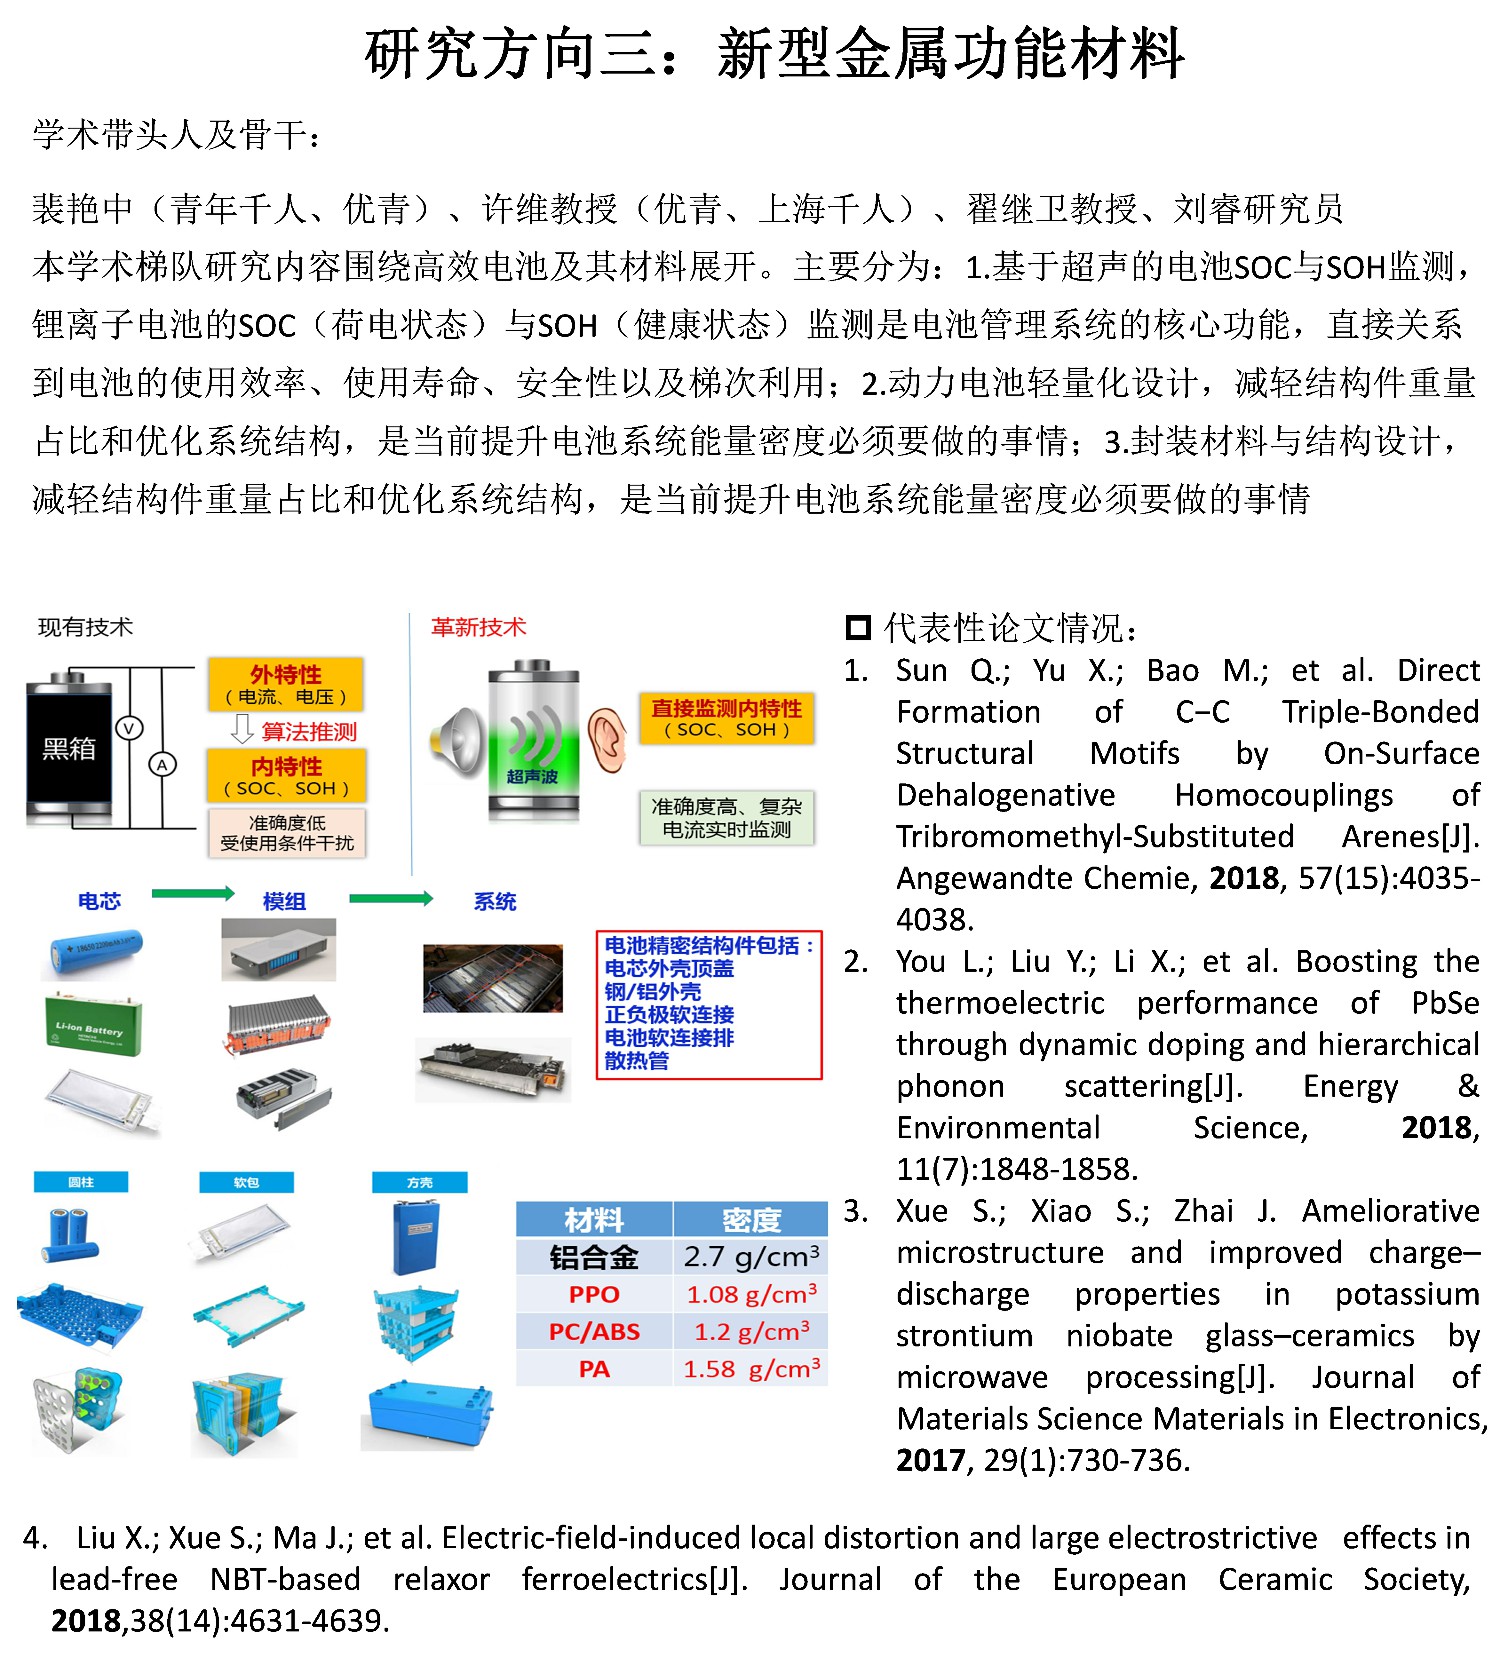 研究方向三：新型金属功能材料
学术带头人及骨干：
裴艳中（青年千人、优青）、许维教授（优青、上海千人）、翟继卫教授、刘睿研究员
本学术梯队研究内容围绕高效电池及其材料展开。主要分为：1.基于超声的电池SOC与SOH监测，
锂离子电池的SOC（荷电状态）与SOH（健康状态）监测是电池管理系统的核心功能，直接关系
到电池的使用效率、使用寿命、安全性以及梯次利用；2.动力电池轻量化设计，减轻结构件重量
占比和优化系统结构，是当前提升电池系统能量密度必须要做的事情；3.封装材料与结构设计，
减轻结构件重量占比和优化系统结构，是当前提升电池系统能量密度必须要做的事情
现有技术
黑箱
V
A
外特性
（电流、电压）
算法推测
内特性
（SOC、SOH）
准确度低
受使用条件干扰
革新技术
超声波
直接监测内特性
（SOC、SOH）
准确度高、复杂
电流实时监测
电芯
模组
系统
Li-ion Battery
电池精密结构件包括：
电芯外壳顶盖
钢/铝外壳
正负极软连接
电池软连接排
散热管
圆柱
软包
方壳
材料 密度
铝合金 2.7 g/cm³
PPO 1.08 g/cm³
PC/ABS 1.2 g/cm³
PA 1.58 g/cm³
代表性论文情况：
1. Sun Q.; Yu X.; Bao M.; et al. Direct
Formation of C–C Triple-Bonded
Structural Motifs by On-Surface
Dehalogenative Homocouplings of
Tribromomethyl-Substituted Arenes[J].
Angewandte Chemie, 2018, 57(15):4035-
4038.
2. You L.; Liu Y.; Li X.; et al. Boosting the
thermoelectric performance of PbSe
through dynamic doping and hierarchical
phonon scattering[J]. Energy &
Environmental Science, 2018,
11(7):1848-1858.
3. Xue S.; Xiao S.; Zhai J. Ameliorative
microstructure and improved charge–
discharge properties in potassium
strontium niobate glass–ceramics by
microwave processing[J]. Journal of
Materials Science Materials in Electronics,
2017, 29(1):730-736.
4. Liu X.; Xue S.; Ma J.; et al. Electric-field-induced local distortion and large electrostrictive effects in
lead-free NBT-based relaxor ferroelectrics[J]. Journal of the European Ceramic Society,
2018,38(14):4631-4639.